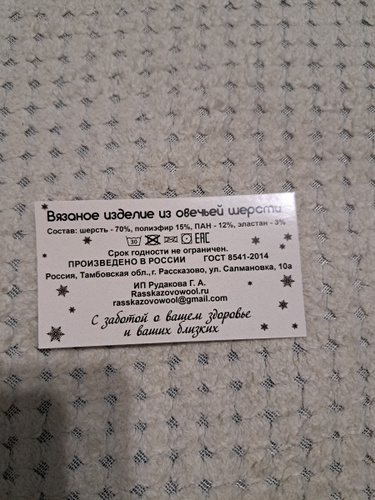 Вязаное изделие из овечьей шерсти
Состав: шерсть - 70%, полиэфир 15%, ПАН - 12%, эластан - 3%
30 EAC
Срок годности не ограничен.
ПРОИЗВЕДЕНО В РОССИИ ГОСТ 8541-2014
Россия, Тамбовская обл.,г. Рассказово, ул. Салмановка, 10а
ИП Рудакова Г. А.
Rasskazovowool.ru
rasskazovowool@gmail.com
С заботой о вашем здоровье
и ваших близких